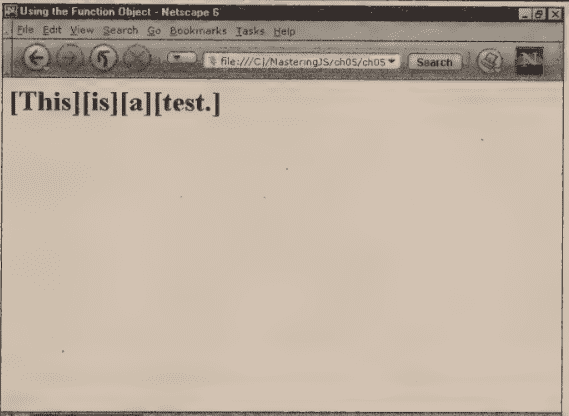 Using the Function Object - Netscape 6
File Edit View Search Go Bookmarks Tasks Help
file:///C|/MasteringJS/ch05/ch05 Search N
[This][is][a][test.]